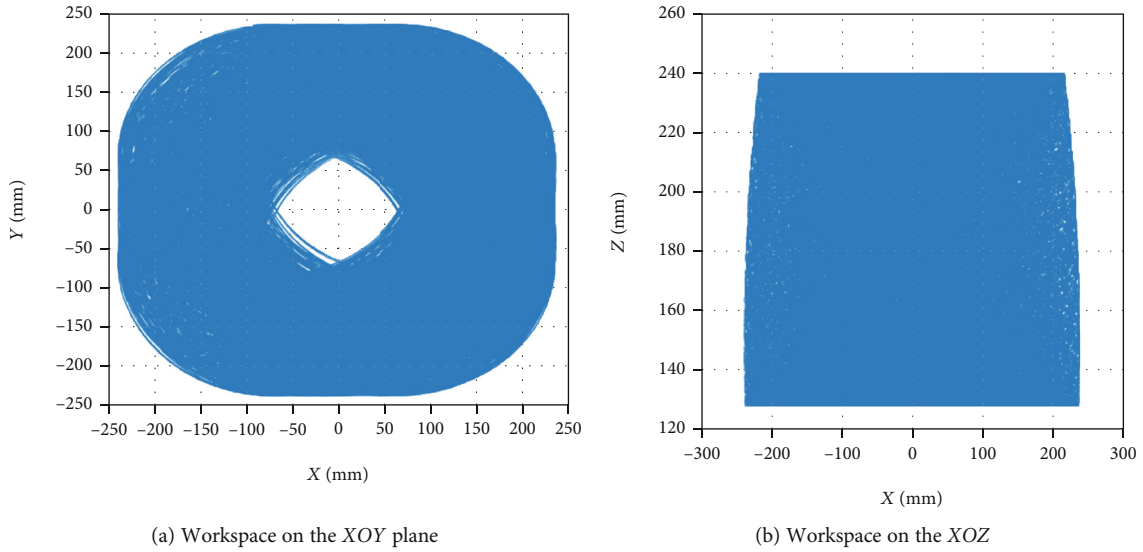 250
200
150
100
50
0
–50
–100
–150
–200
–250
Y (mm)
–250 –200 –150 –100 –50 0 50 100 150 200 250
X (mm)
(a) Workspace on the XOY plane
260
240
220
200
180
160
140
120
Z (mm)
–300 –200 –100 0 100 200 300
X (mm)
(b) Workspace on the XOZ